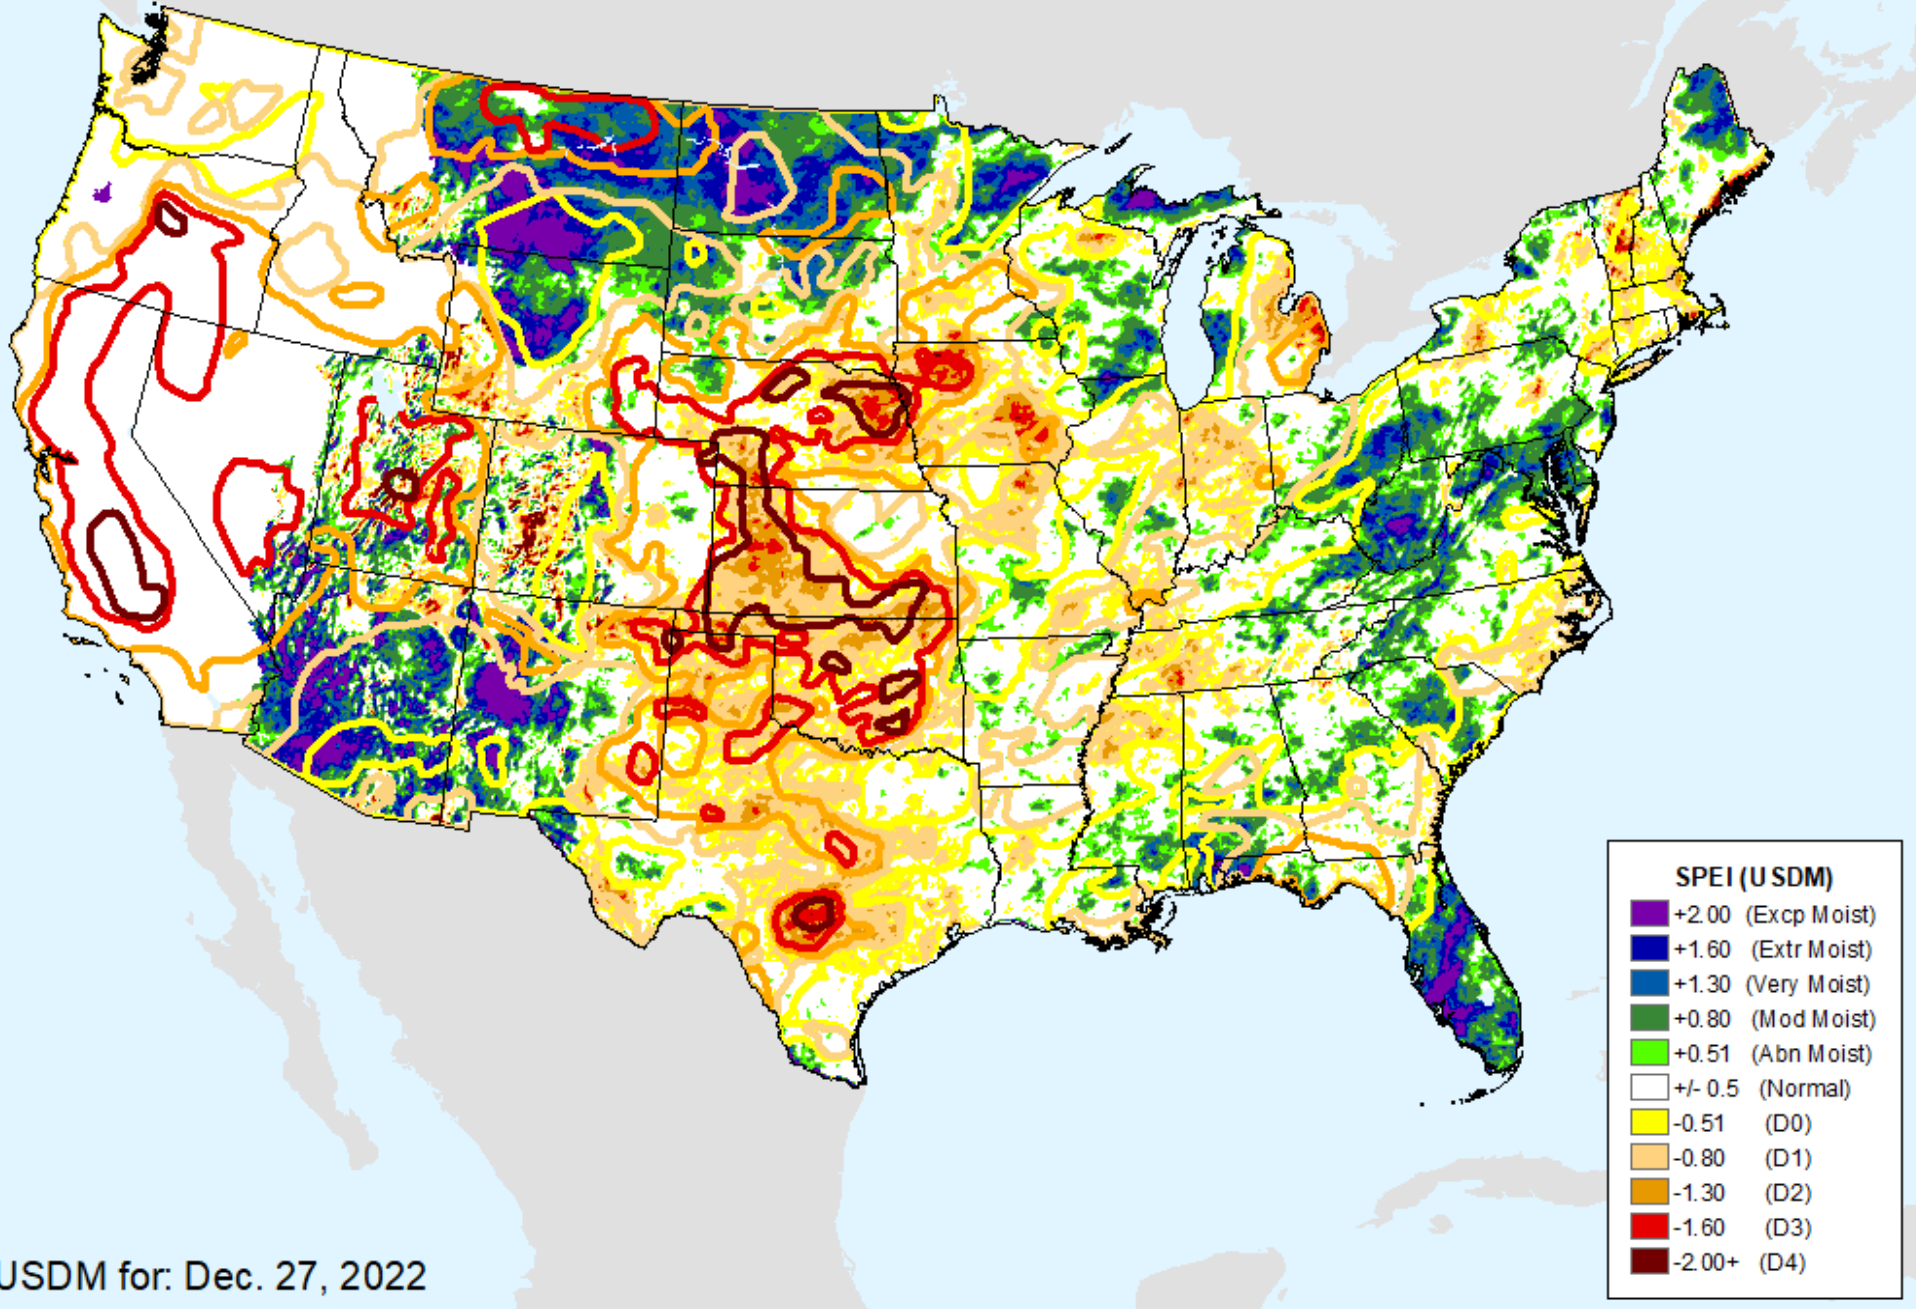 SPEI (USDM)
+2.00 (Excp Moist)
+1.60 (Extr Moist)
+1.30 (Very Moist)
+0.80 (Mod Moist)
+0.51 (Abn Moist)
+/- 0.5 (Normal)
-0.51 (D0)
-0.80 (D1)
-1.30 (D2)
-1.60 (D3)
-2.00+ (D4)
USDM for: Dec. 27, 2022